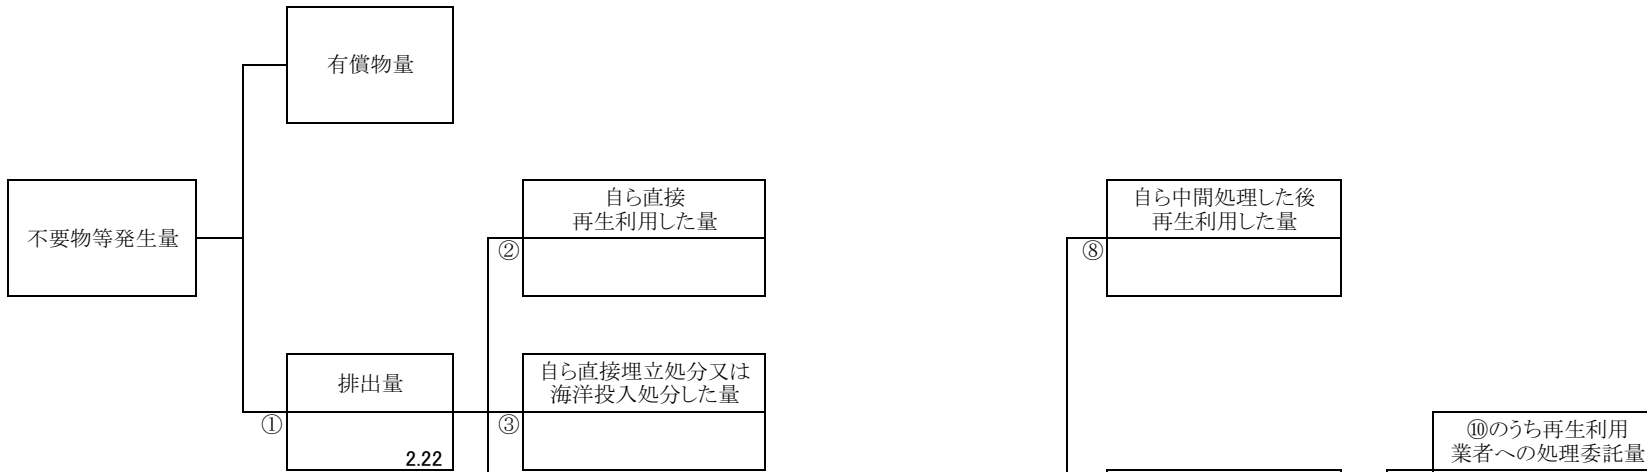 有償物量
不要物等発生量
自ら直接
再生利用した量
②
自ら中間処理した後
再生利用した量
⑧
排出量
①
2.22
自ら直接埋立処分又は
海洋投入処分した量
③
⑩のうち再生利用
業者への処理委託量